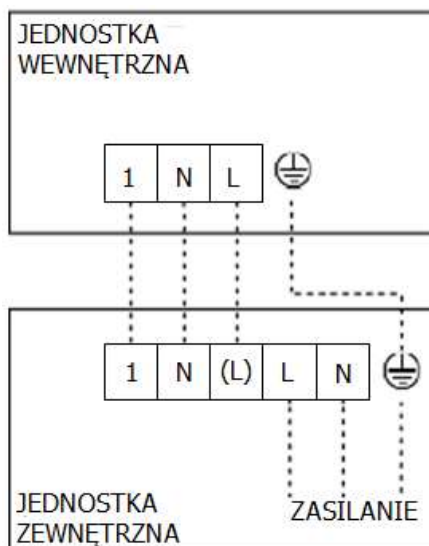 JEDNOSTKA
WEWNĘTRZNA
1 N L
1 N (L) L N
ZASILANIE
JEDNOSTKA
ZEWNĘTRZNA